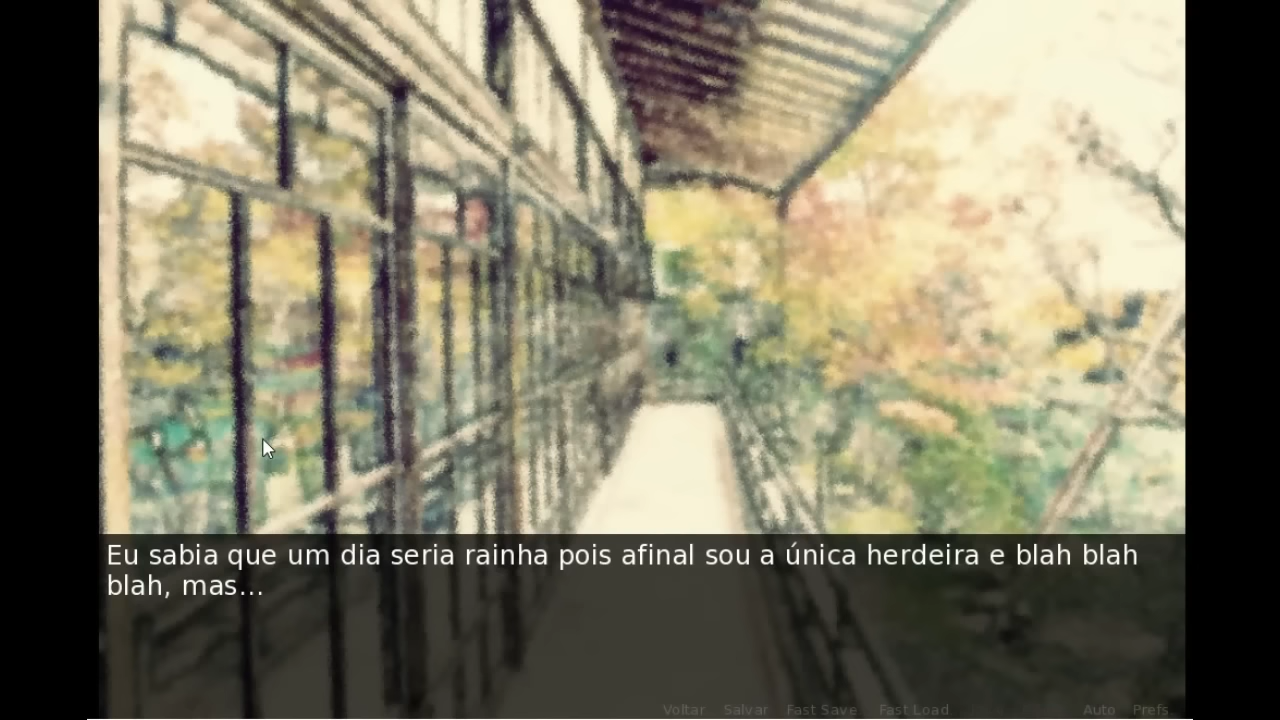 Eu sabia que um dia seria rainha pois afinal sou a única herdeira e blah blah
blah, mas...
Voltar Salvar Fast Save Fast Load Auto Prefs